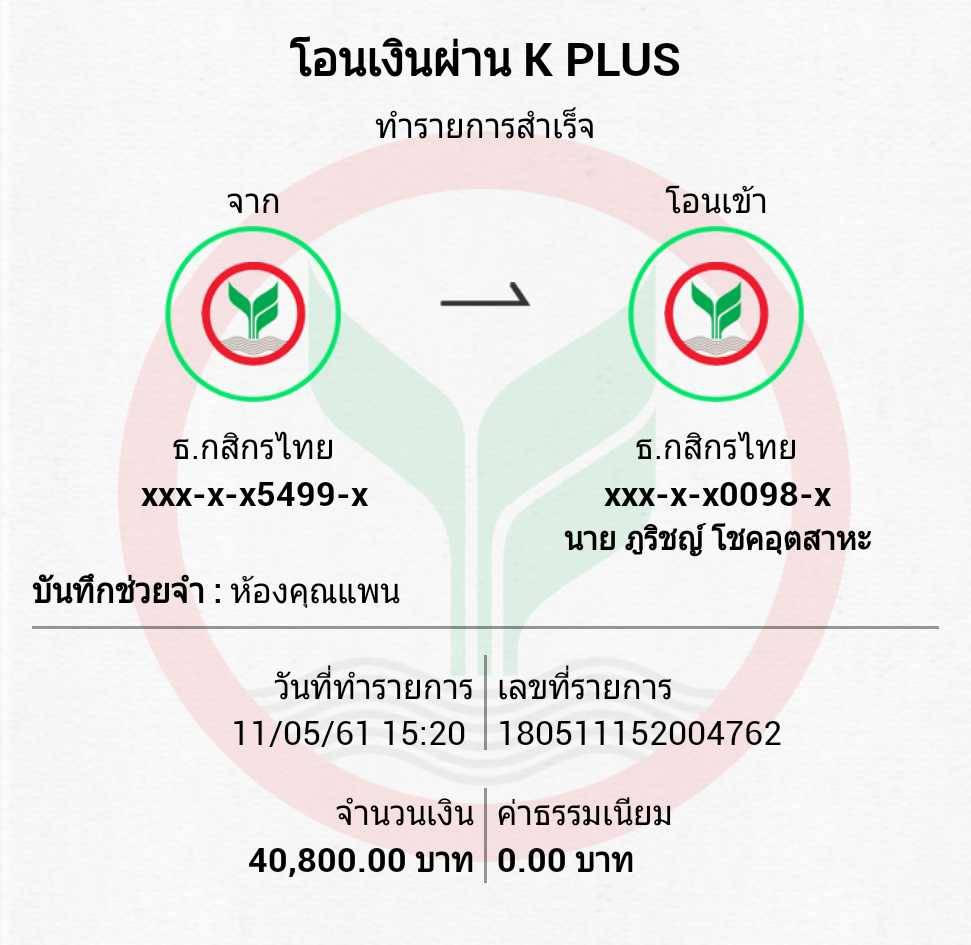 โอนเงินผ่าน K PLUS
ทำรายการสำเร็จ
จาก
โอนเข้า
ธ.กสิกรไทย
xxx-x-x5499-x
ธ.กสิกรไทย
xxx-x-x0098-x
นาย ภูริชญ์ โชคอุตสาหะ
บันทึกช่วยจำ : ห้องคุณแพน
วันที่ทำรายการ
11/05/61 15:20
เลขที่รายการ
180511152004762
จำนวนเงิน
40,800.00 บาท
ค่าธรรมเนียม
0.00 บาท